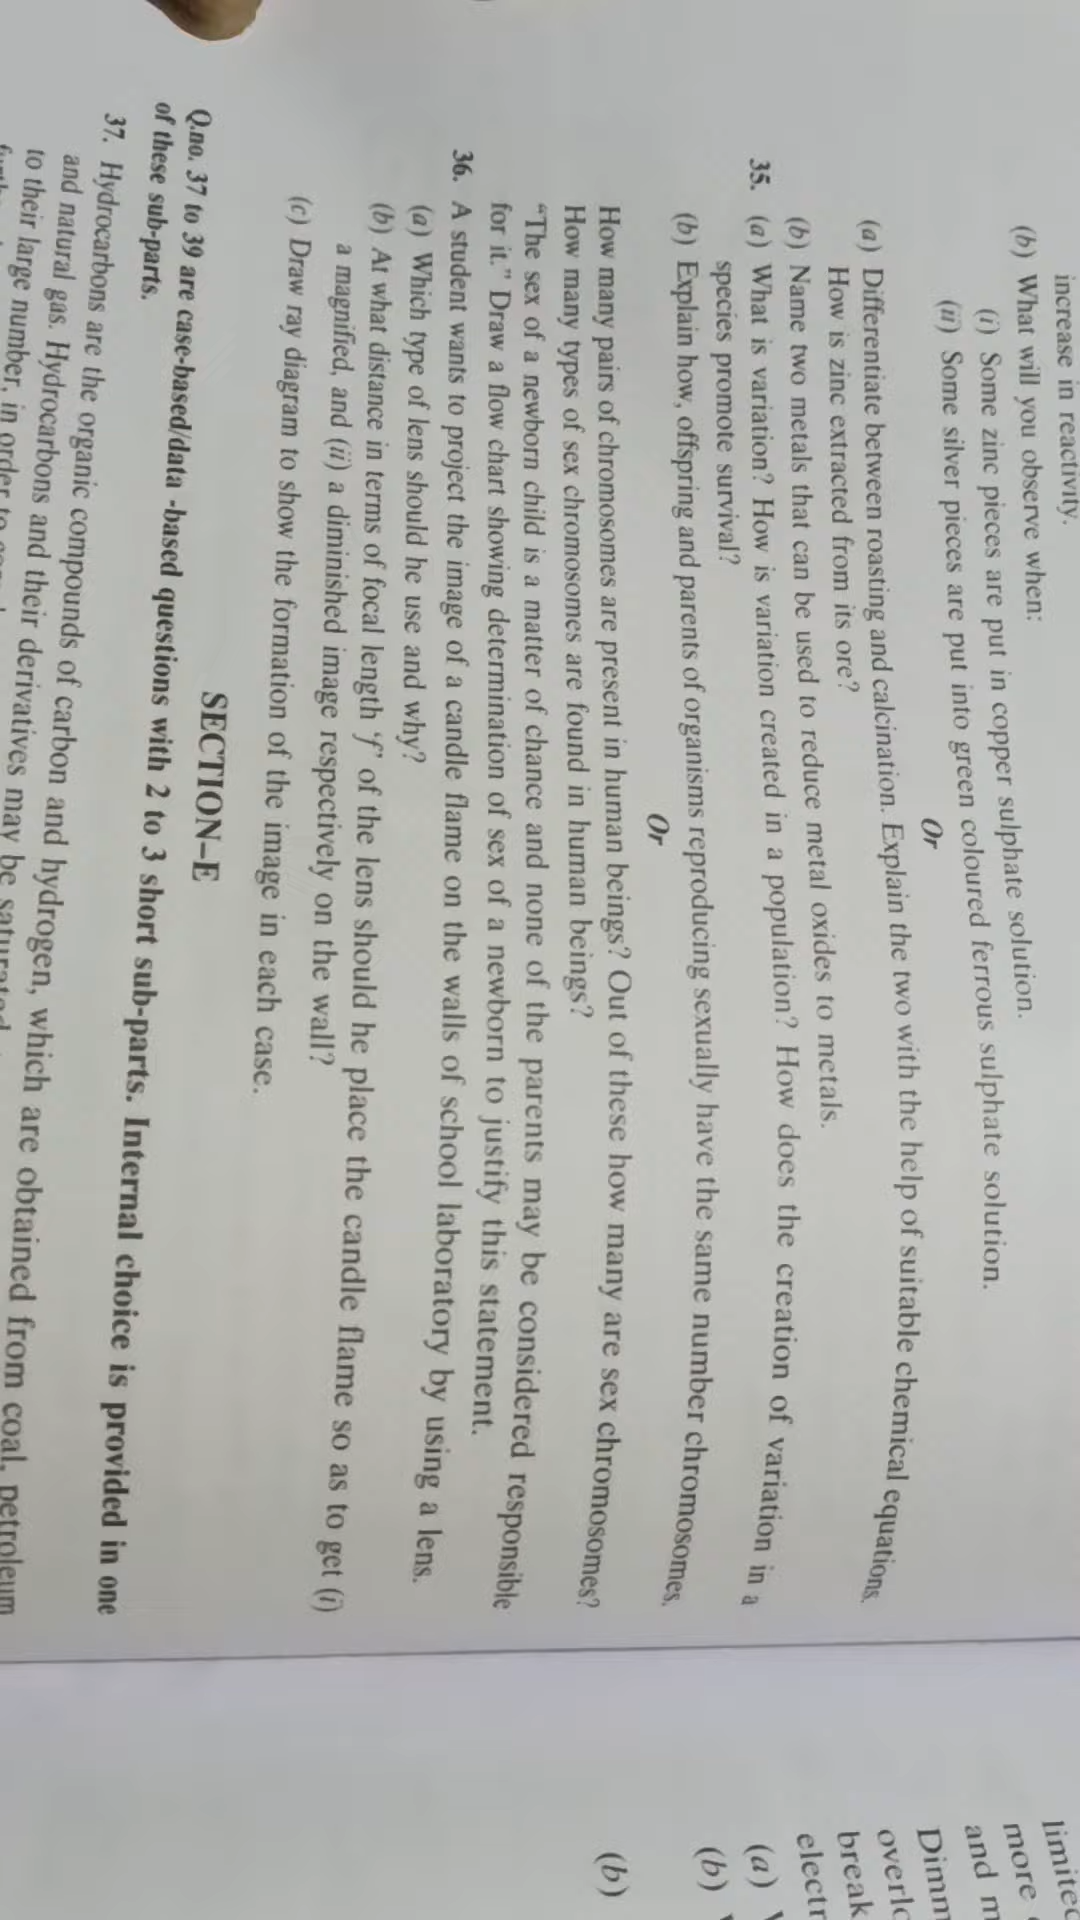 increase in reactivity.
(b) What will you observe when:
(i) Some zinc pieces are put in copper sulphate solution.
(ii) Some silver pieces are put into green coloured ferrous sulphate solution.
Or
(a) Differentiate between roasting and calcination. Explain the two with the help of suitable chemical equations.
How is zinc extracted from its ore?
(b) Name two metals that can be used to reduce metal oxides to metals.
35. (a) What is variation? How is variation created in a population? How does the creation of variation in a
species promote survival?
(b) Explain how, offspring and parents of organisms reproducing sexually have the same number chromosomes.
Or
How many pairs of chromosomes are present in human beings? Out of these how many are sex chromosomes?
How many types of sex chromosomes are found in human beings?
“The sex of a newborn child is a matter of chance and none of the parents may be considered responsible
for it.” Draw a flow chart showing determination of sex of a newborn to justify this statement.
36. A student wants to project the image of a candle flame on the walls of school laboratory by using a lens.
(a) Which type of lens should he use and why?
(b) At what distance in terms of focal length ‘f’ of the lens should he place the candle flame so as to get (i)
a magnified, and (ii) a diminished image respectively on the wall?
(c) Draw ray diagram to show the formation of the image in each case.
SECTION–E
Q.no. 37 to 39 are case-based/data -based questions with 2 to 3 short sub-parts. Internal choice is provided in one
of these sub-parts.
37. Hydrocarbons are the organic compounds of carbon and hydrogen, which are obtained from coal, petroleum
and natural gas. Hydrocarbons and their derivatives may be
to their large number, in order to
limited
more
and m
Dimm
overlo
break
electr
(a)
(b)
(b)